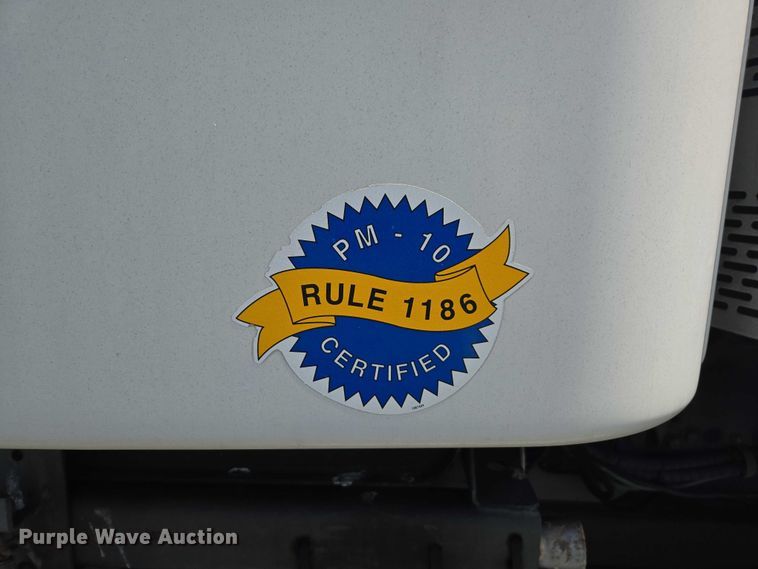 PM - 10
RULE 1186
CERTIFIED
Purple Wave Auction